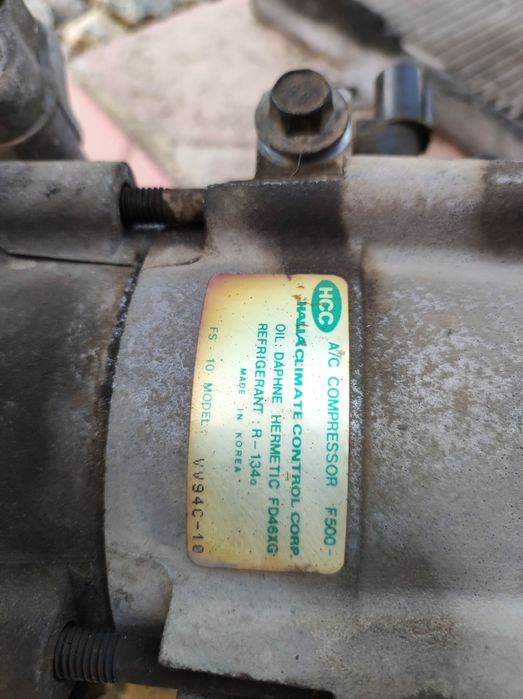 HCC A/C COMPRESSOR F500-
HALLA CLIMATE CONTROL CORP.
OIL: DAPHNE HERMETIC FD46XG
REFRIGERANT : R-134a
MADE IN KOREA
FS - 10 MODEL : VV94C-10